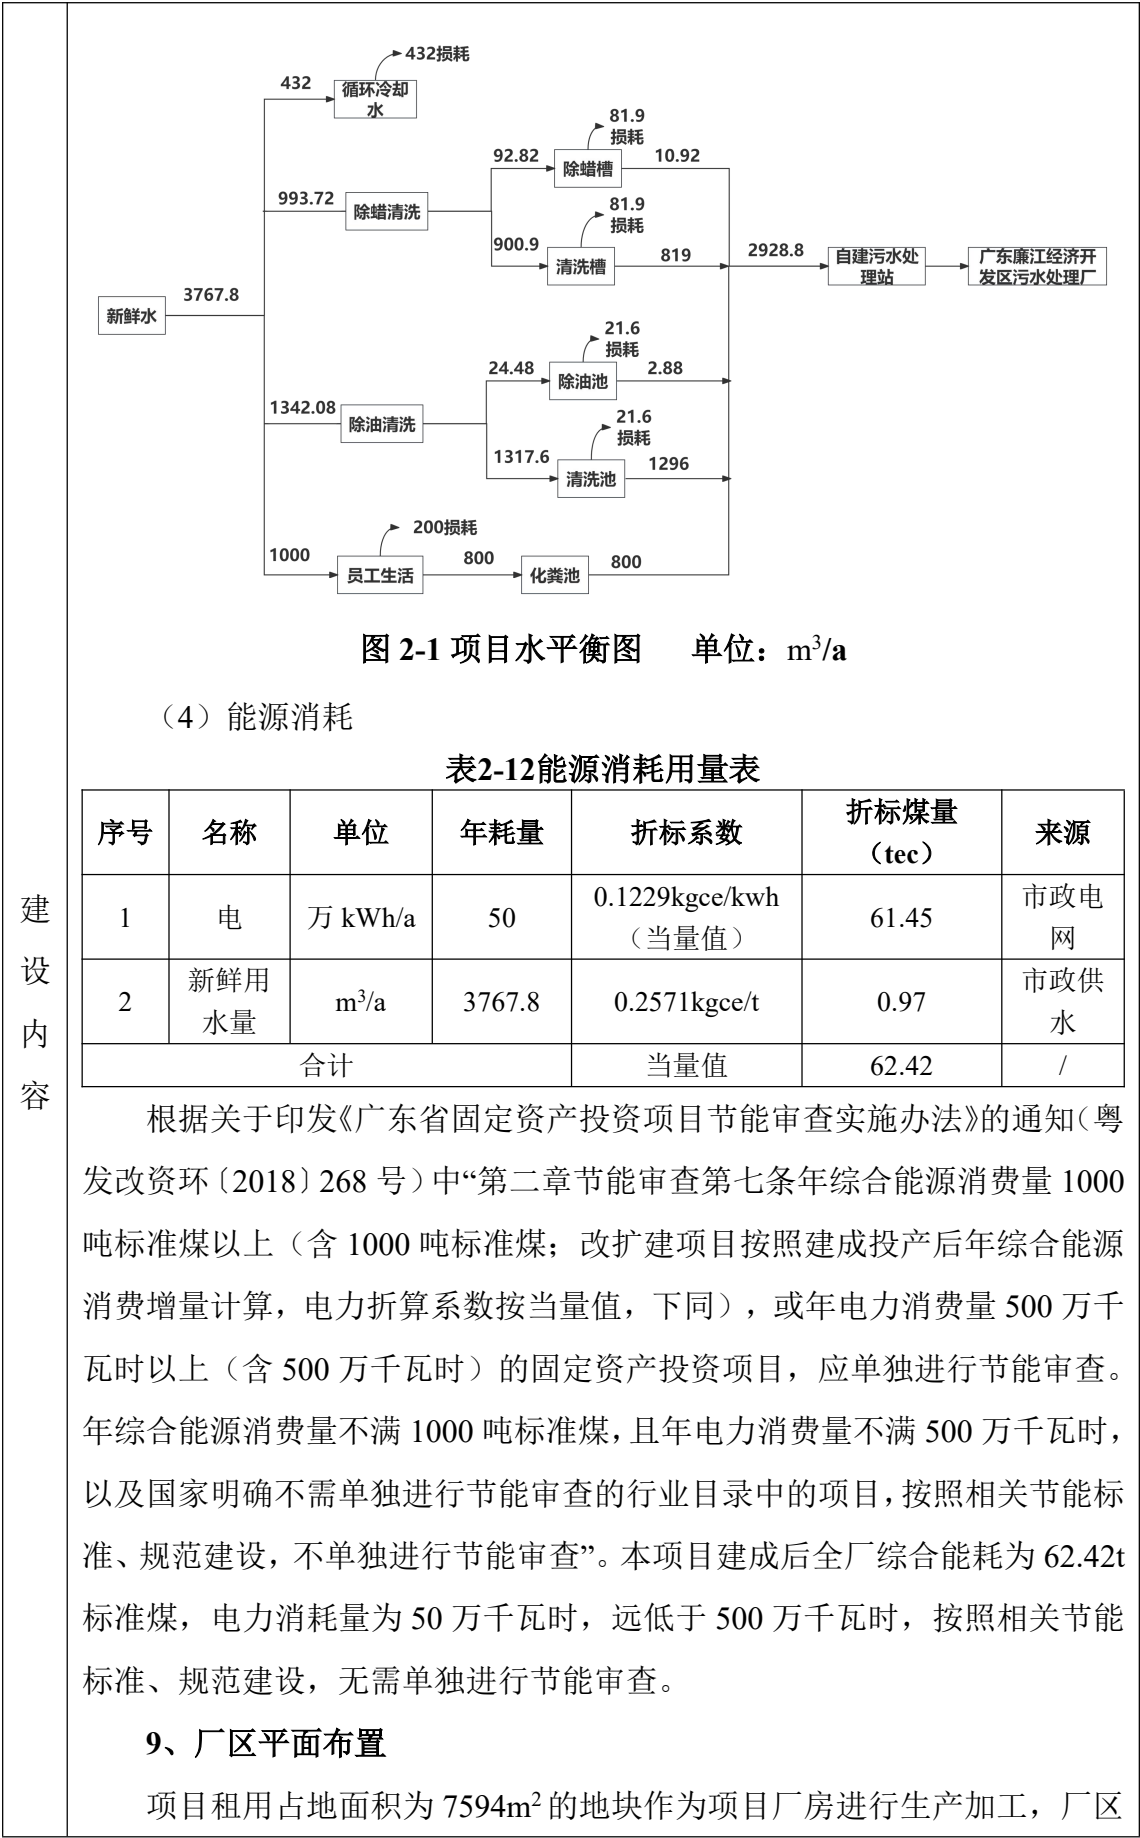 432损耗
432
循环冷却
水
81.9
损耗
92.82
除蜡槽
10.92
993.72
除蜡清洗
81.9
损耗
900.9
清洗槽
819
2928.8
自建污水处
理站
广东廉江经济开
发区污水处理厂
新鲜水
3767.8
21.6
损耗
24.48
除油池
2.88
1342.08
除油清洗
21.6
损耗
1317.6
清洗池
1296
200损耗
1000
员工生活
800
化粪池
800
图 2-1 项目水平衡图 单位：m³/a
（4）能源消耗
表2-12能源消耗用量表
序号 名称 单位 年耗量 折标系数 折标煤量（tec） 来源
1 电 万 kWh/a 50 0.1229kgce/kwh（当量值） 61.45 市政电网
2 新鲜用水量 m³/a 3767.8 0.2571kgce/t 0.97 市政供水
合计 当量值 62.42 /
建
设
内
容
根据关于印发《广东省固定资产投资项目节能审查实施办法》的通知（粤
发改资环〔2018〕268 号）中“第二章节能审查第七条年综合能源消费量 1000
吨标准煤以上（含 1000 吨标准煤；改扩建项目按照建成投产后年综合能源
消费增量计算，电力折算系数按当量值，下同），或年电力消费量 500 万千
瓦时以上（含 500 万千瓦时）的固定资产投资项目，应单独进行节能审查。
年综合能源消费量不满 1000 吨标准煤，且年电力消费量不满 500 万千瓦时，
以及国家明确不需单独进行节能审查的行业目录中的项目，按照相关节能标
准、规范建设，不单独进行节能审查”。本项目建成后全厂综合能耗为 62.42t
标准煤，电力消耗量为 50 万千瓦时，远低于 500 万千瓦时，按照相关节能
标准、规范建设，无需单独进行节能审查。
9、厂区平面布置
项目租用占地面积为 7594m²的地块作为项目厂房进行生产加工，厂区